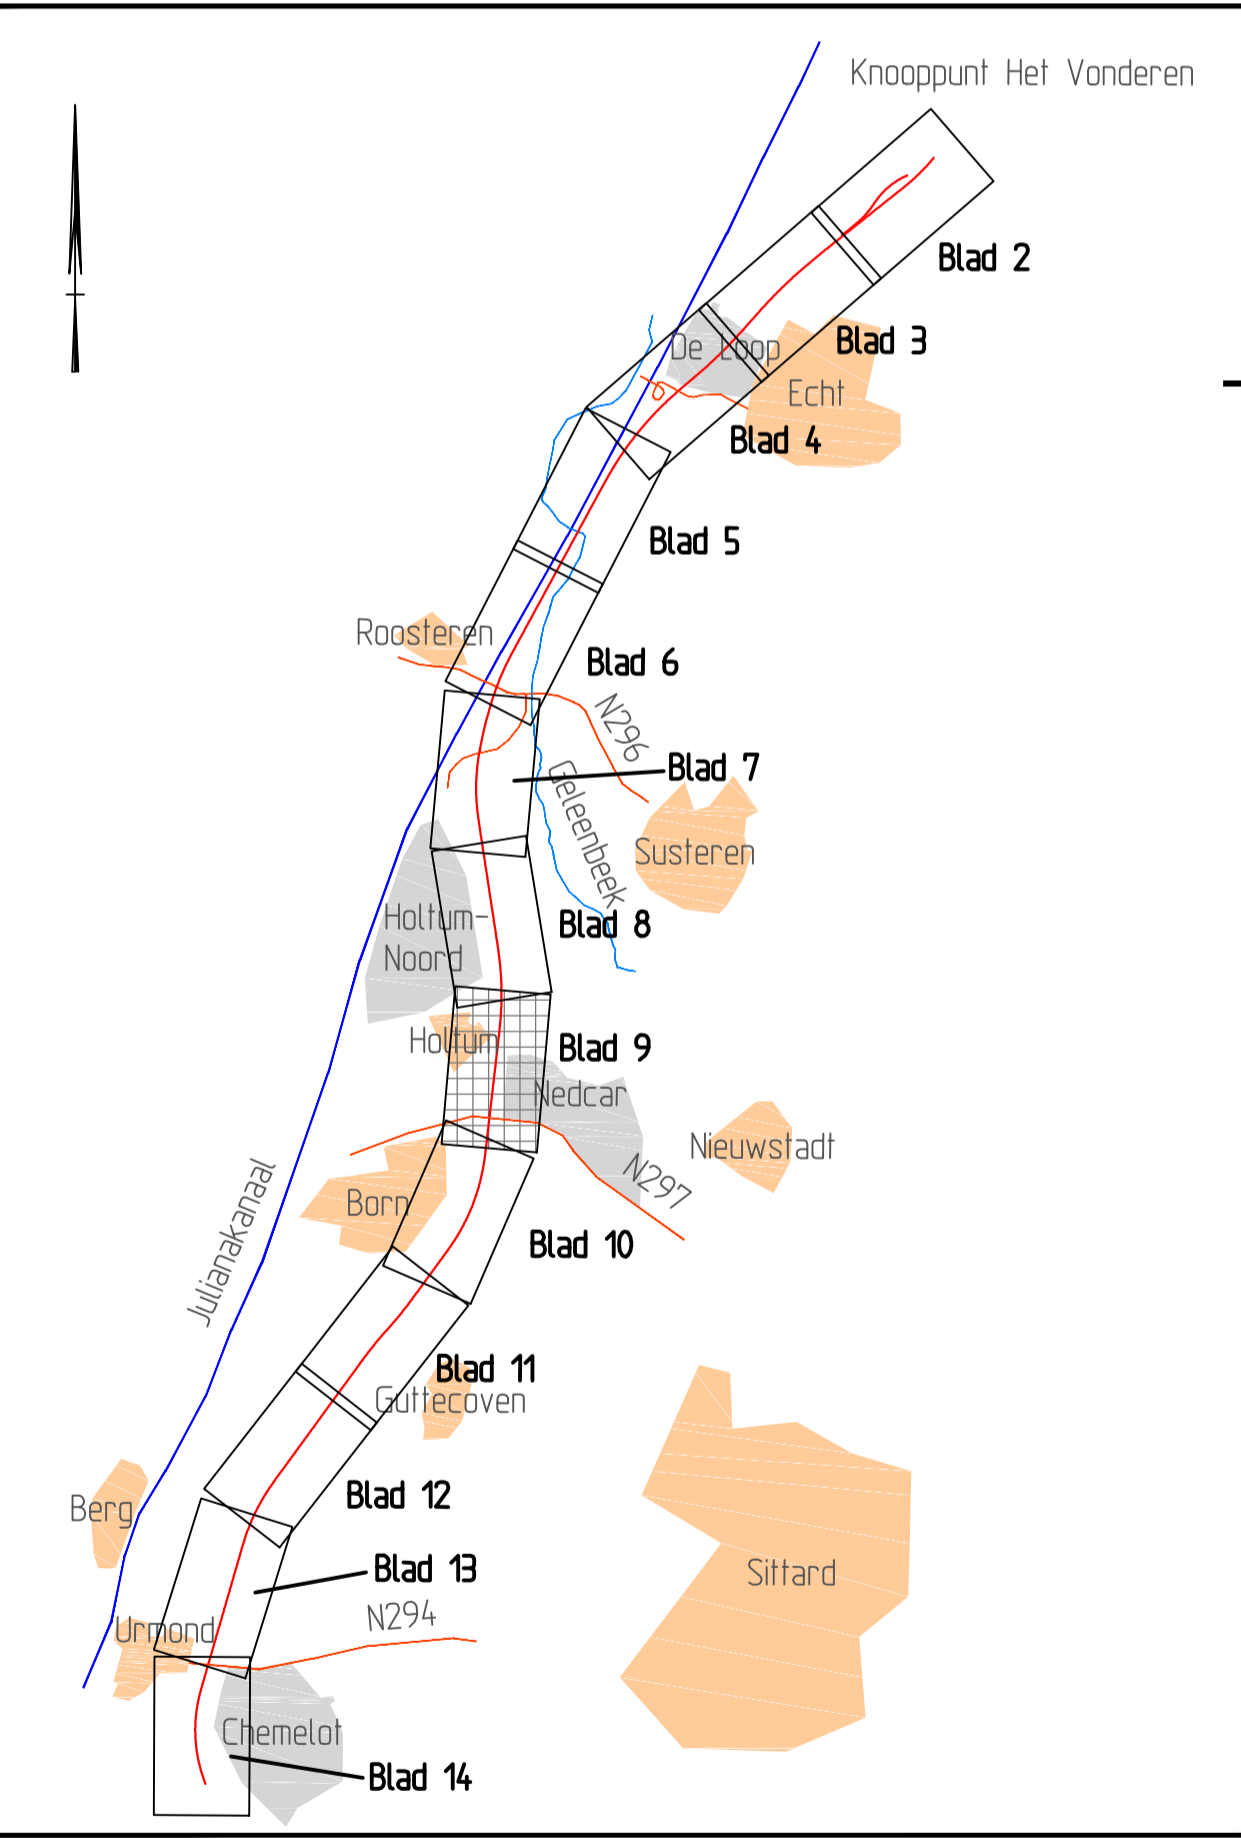 Knooppunt Het Vonderen
Blad 2
Blad 3
De Loop
Echt
Blad 4
Blad 5
Roosteren
Blad 6
N296
Blad 7
Geleenbeek
Susteren
Holtum-
Noord
Blad 8
Holtum
Blad 9
Nedcar
Nieuwstadt
N297
Born
Julianakanaal
Blad 10
Blad 11
Guttecoven
Blad 12
Berg
Blad 13
Sittard
N294
Urmond
Chemelot
Blad 14